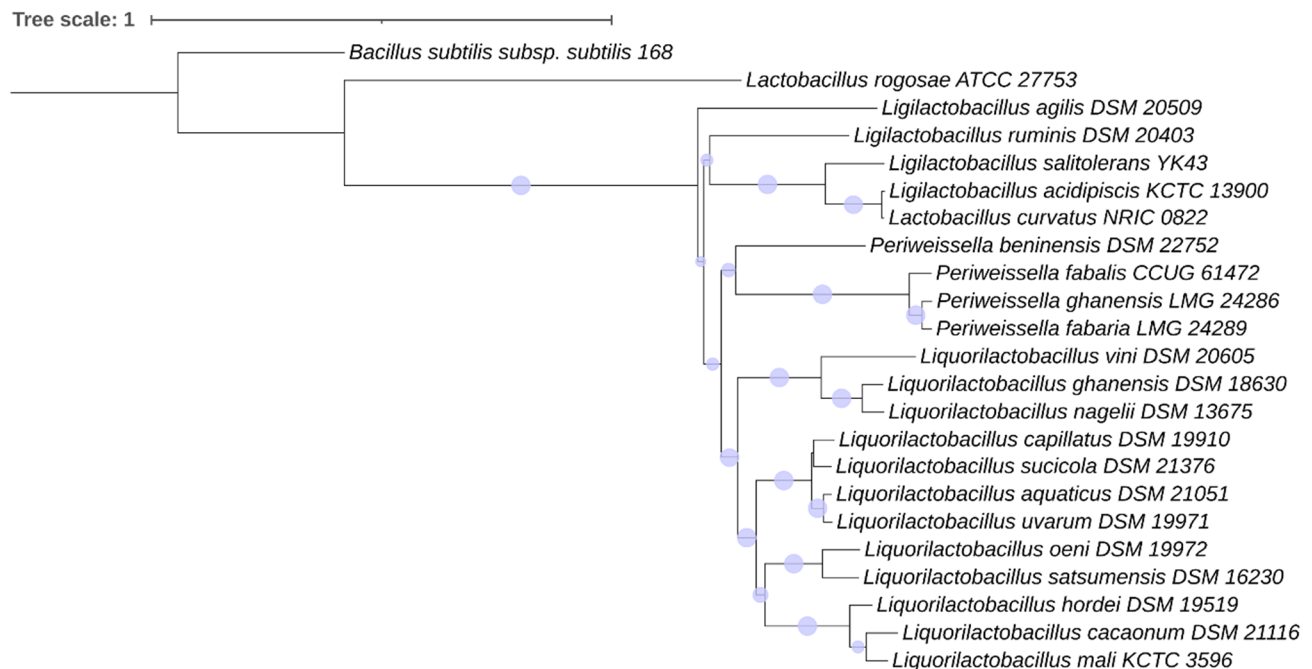 Tree scale: 1
Bacillus subtilis subsp. subtilis 168
Lactobacillus rogosae ATCC 27753
Ligilactobacillus agilis DSM 20509
Ligilactobacillus ruminis DSM 20403
Ligilactobacillus salitolerans YK43
Ligilactobacillus acidipiscis KCTC 13900
Lactobacillus curvatus NRIC 0822
Periweissella beninensis DSM 22752
Periweissella fabalis CCUG 61472
Periweissella ghanensis LMG 24286
Periweissella fabaria LMG 24289
Liquorilactobacillus vini DSM 20605
Liquorilactobacillus ghanensis DSM 18630
Liquorilactobacillus nagelii DSM 13675
Liquorilactobacillus capillatus DSM 19910
Liquorilactobacillus sucicola DSM 21376
Liquorilactobacillus aquaticus DSM 21051
Liquorilactobacillus uvarum DSM 19971
Liquorilactobacillus oeni DSM 19972
Liquorilactobacillus satsumensis DSM 16230
Liquorilactobacillus hordei DSM 19519
Liquorilactobacillus cacaonum DSM 21116
Liquorilactobacillus mali KCTC 3596